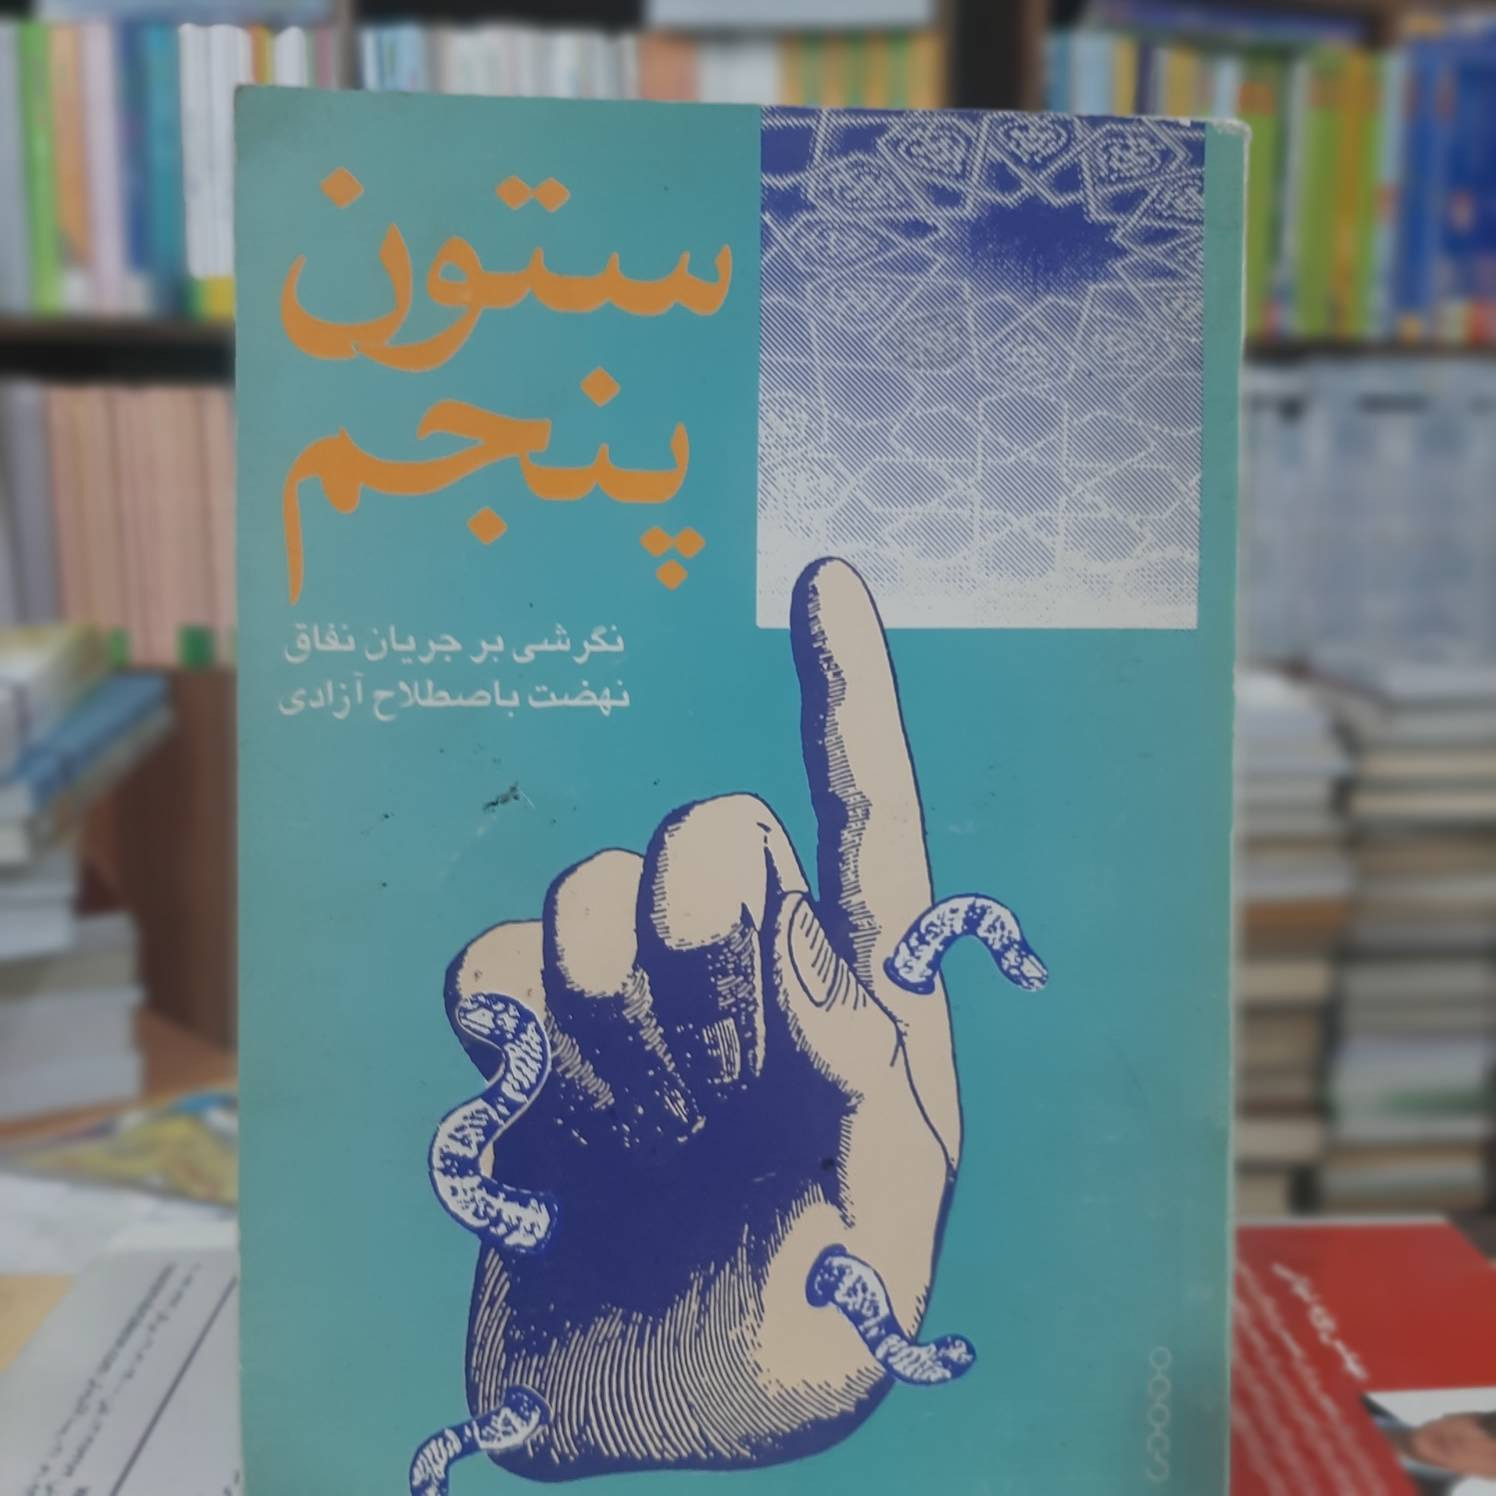 ستون
پنجم
نگرشی بر جریان نفاق
نهضت باصطلاح آزادی